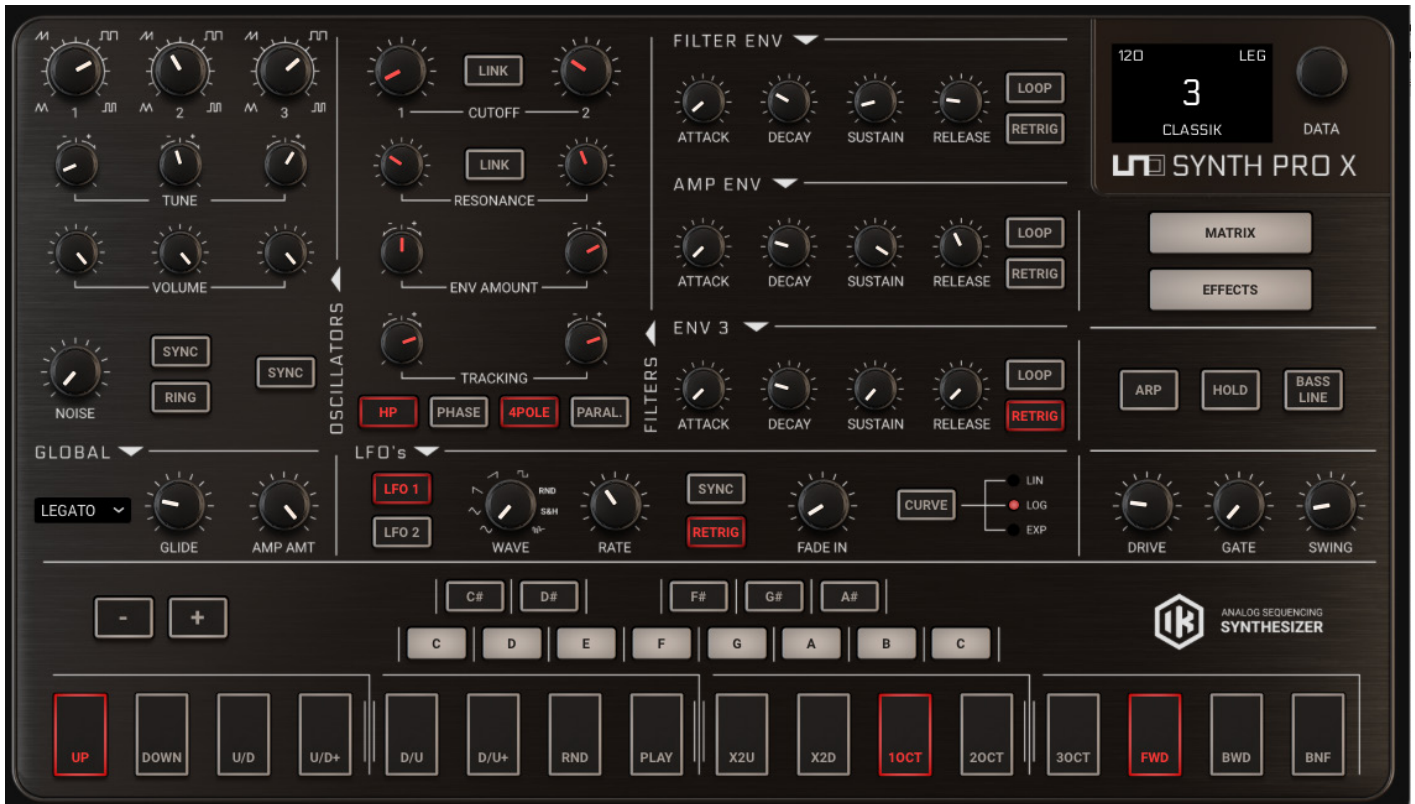 1 2 3
TUNE
VOLUME
NOISE
SYNC
RING
SYNC
OSCILLATORS
LINK
1 CUTOFF 2
LINK
RESONANCE
ENV AMOUNT
TRACKING
HP PHASE 4POLE PARAL.
FILTERS
FILTER ENV
ATTACK DECAY SUSTAIN RELEASE
LOOP
RETRIG
AMP ENV
ATTACK DECAY SUSTAIN RELEASE
LOOP
RETRIG
ENV 3
ATTACK DECAY SUSTAIN RELEASE
LOOP
RETRIG
120 LEG
3
CLASSIK
DATA
UNO SYNTH PRO X
MATRIX
EFFECTS
ARP HOLD BASS
LINE
GLOBAL
LEGATO
GLIDE AMP AMT
LFO's
LFO 1
LFO 2
RND
S&H
WAVE RATE
SYNC
RETRIG
FADE IN
CURVE
LIN
LOG
EXP
DRIVE GATE SWING
- +
C# D# F# G# A#
C D E F G A B C
IK
ANALOG SEQUENCING
SYNTHESIZER
UP DOWN U/D U/D+ D/U D/U+ RND PLAY X2U X2D 1OCT 2OCT 3OCT FWD BWD BNF